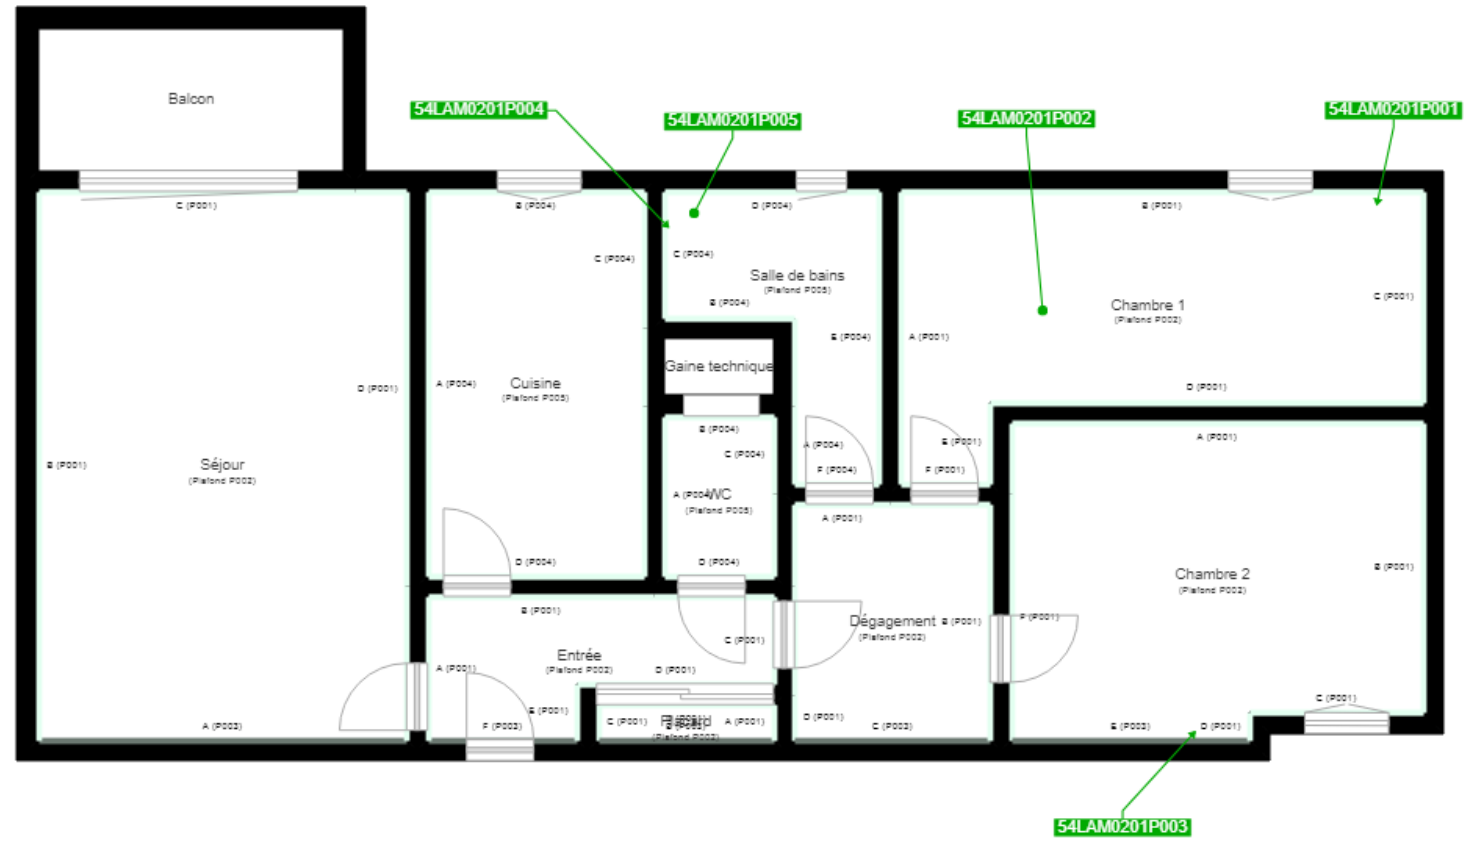 Balcon
54LAM0201P004
54LAM0201P005
54LAM0201P002
54LAM0201P001
C (P001)
B (P004)
D (P004)
B (P001)
C (P004)
C (P004)
Salle de bains
(Plafond P005)
B (P004)
C (P001)
Chambre 1
(Plafond P002)
E (P004)
A (P001)
Gaine technique
D (P001)
A (P004)
Cuisine
(Plafond P005)
D (P001)
B (P004)
A (P001)
C (P004)
A (P004)
E (P001)
B (P001)
Séjour
(Plafond P002)
F (P004)
F (P001)
A (P004)
WC
(Plafond P005)
A (P001)
D (P004)
D (P004)
Chambre 2
(Plafond P002)
B (P001)
B (P001)
C (P001)
Dégagement
(Plafond P002)
B (P001)
F (P001)
Entrée
(Plafond P002)
A (P001)
D (P001)
E (P001)
A (P003)
F (P003)
C (P001)
Placard
(Plafond P002)
A (P001)
D (P001)
C (P003)
E (P003)
D (P001)
C (P001)
54LAM0201P003